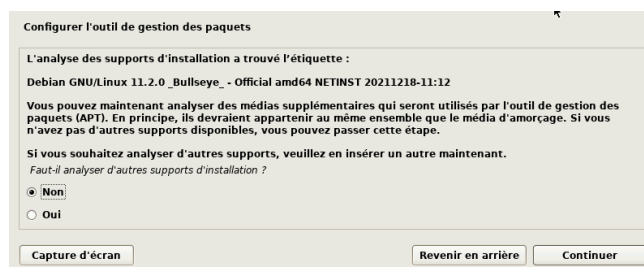 Configurer l'outil de gestion des paquets
L'analyse des supports d'installation a trouvé l’étiquette :
Debian GNU/Linux 11.2.0 _Bullseye_ - Official amd64 NETINST 20211218-11:12
Vous pouvez maintenant analyser des médias supplémentaires qui seront utilisés par l'outil de gestion des
paquets (APT). En principe, ils devraient appartenir au même ensemble que le média d'amorçage. Si vous
n'avez pas d'autres supports disponibles, vous pouvez passer cette étape.
Si vous souhaitez analyser d'autres supports, veuillez en insérer un autre maintenant.
Faut-il analyser d'autres supports d'installation ?
Non
Oui
Capture d'écran
Revenir en arrière
Continuer